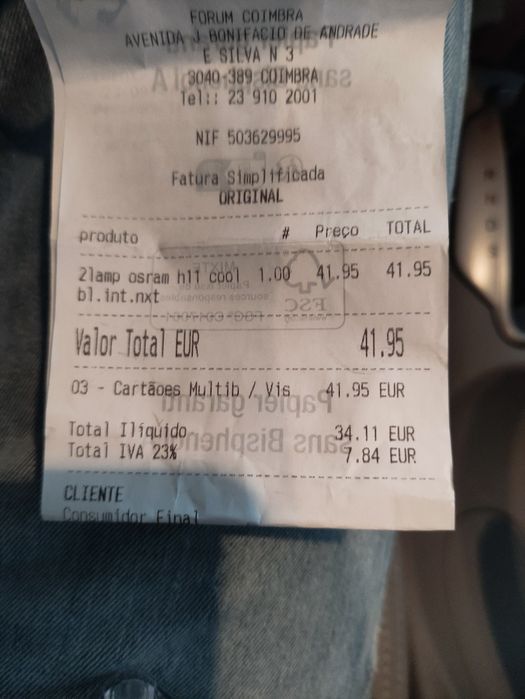 FORUM COIMBRA
AVENIDA J BONIFACIO DE ANDRADE
E SILVA N 3
3040-389 COIMBRA
Tel:: 23 910 2001
NIF 503629995
Fatura Simplificada
ORIGINAL
produto # Preço TOTAL
2lamp osram h11 cool 1.00 41.95 41.95
bl.int.nxt
Valor Total EUR 41.95
03 - Cartãoes Multib / Vis 41.95 EUR
Total Ilíquido 34.11 EUR
Total IVA 23% 7.84 EUR
CLIENTE
Consumidor Final